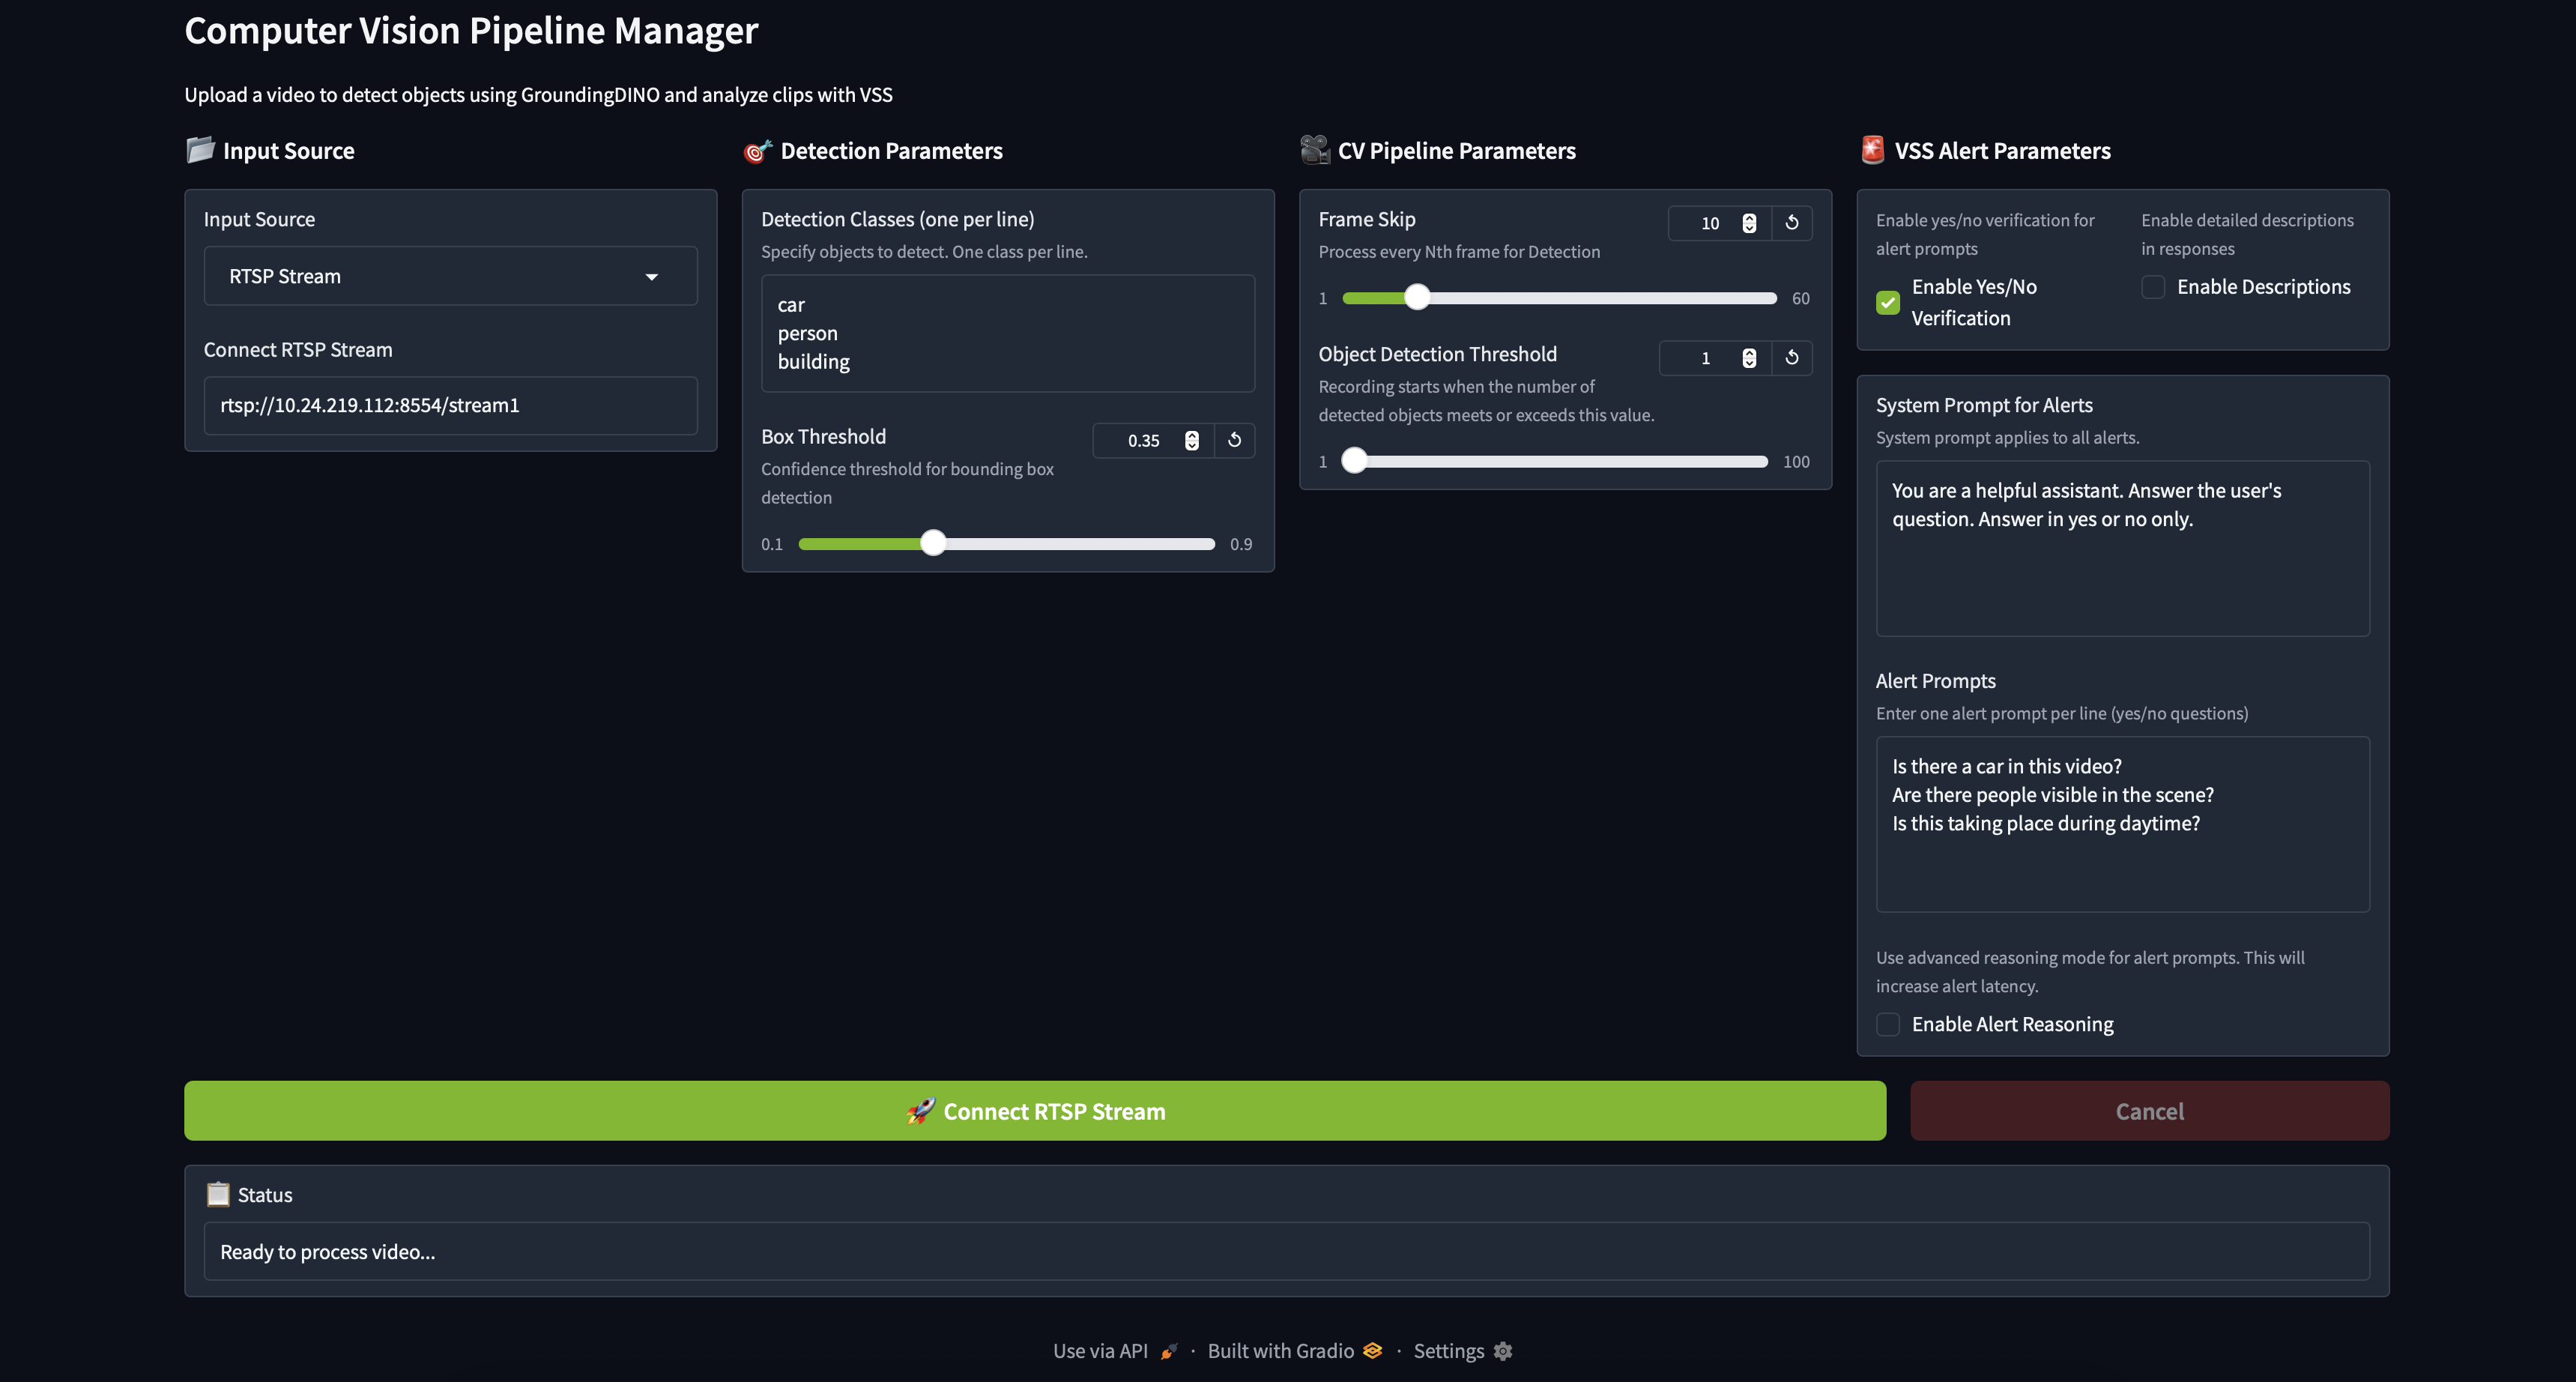 Computer Vision Pipeline Manager
Upload a video to detect objects using GroundingDINO and analyze clips with VSS
Input Source
Input Source
RTSP Stream
Connect RTSP Stream
rtsp://10.24.219.112:8554/stream1
Detection Parameters
Detection Classes (one per line)
Specify objects to detect. One class per line.
car
person
building
Box Threshold
0.35
Confidence threshold for bounding box
detection
0.1
0.9
CV Pipeline Parameters
Frame Skip
10
Process every Nth frame for Detection
1
60
Object Detection Threshold
1
Recording starts when the number of
detected objects meets or exceeds this value.
1
100
VSS Alert Parameters
Enable yes/no verification for
alert prompts
Enable Yes/No
Verification
Enable detailed descriptions
in responses
Enable Descriptions
System Prompt for Alerts
System prompt applies to all alerts.
You are a helpful assistant. Answer the user's
question. Answer in yes or no only.
Alert Prompts
Enter one alert prompt per line (yes/no questions)
Is there a car in this video?
Are there people visible in the scene?
Is this taking place during daytime?
Use advanced reasoning mode for alert prompts. This will
increase alert latency.
Enable Alert Reasoning
Connect RTSP Stream
Cancel
Status
Ready to process video...
Use via API · Built with Gradio · Settings